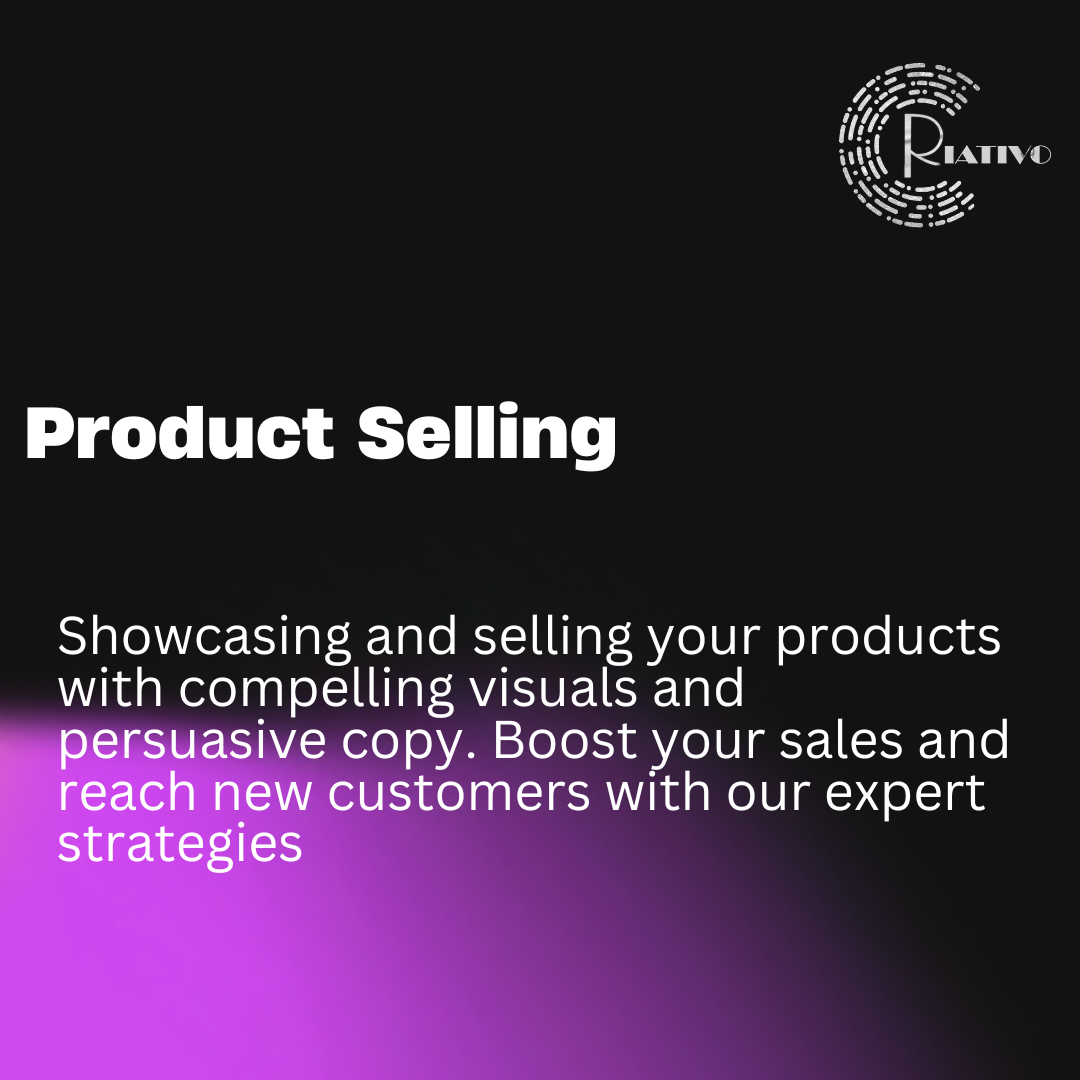 CRIATIVO
Product Selling
Showcasing and selling your products
with compelling visuals and
persuasive copy. Boost your sales and
reach new customers with our expert
strategies